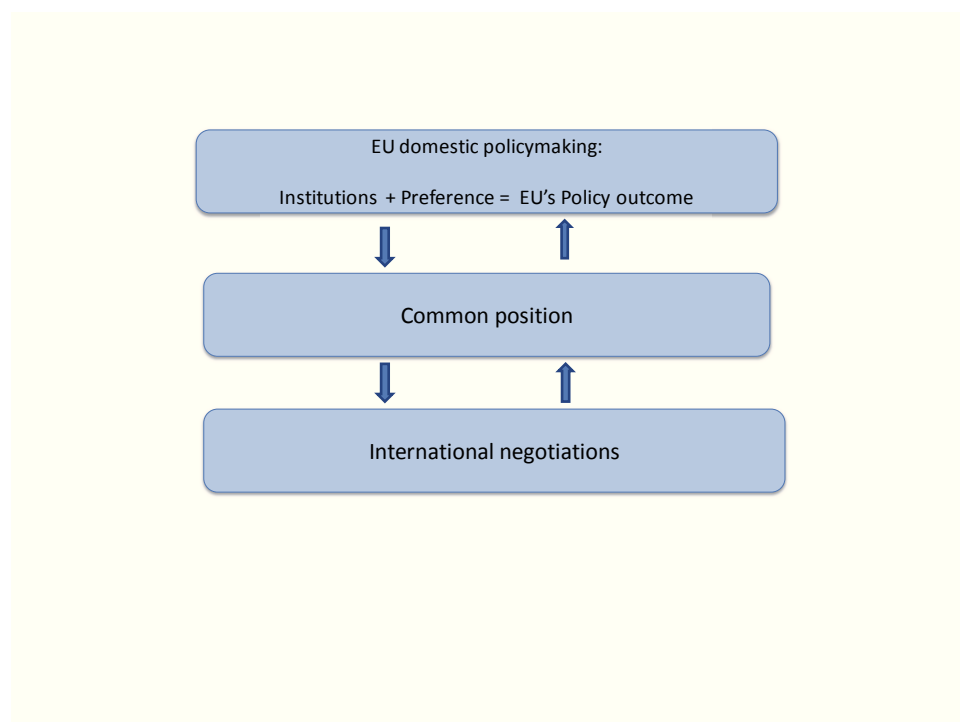 EU domestic policymaking:
Institutions + Preference = EU’s Policy outcome
Common position
International negotiations